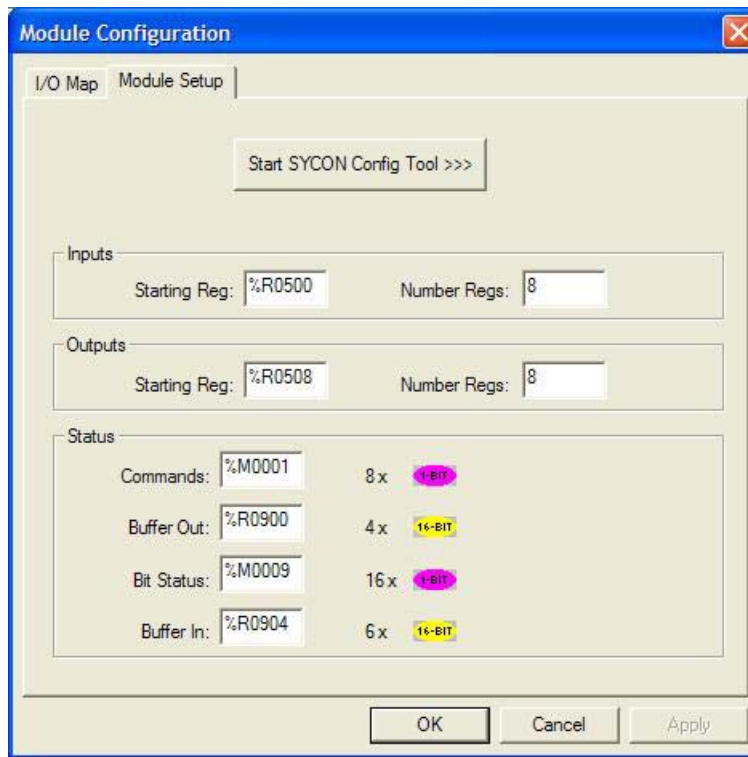 Module Configuration
I/O Map Module Setup
Start SYCON Config Tool >>>
Inputs
Starting Reg: %R0500 Number Regs: 8
Outputs
Starting Reg: %R0508 Number Regs: 8
Status
Commands: %M0001 8 x 1-BIT
Buffer Out: %R0900 4 x 16-BIT
Bit Status: %M0009 16 x 1-BIT
Buffer In: %R0904 6 x 16-BIT
OK Cancel Apply